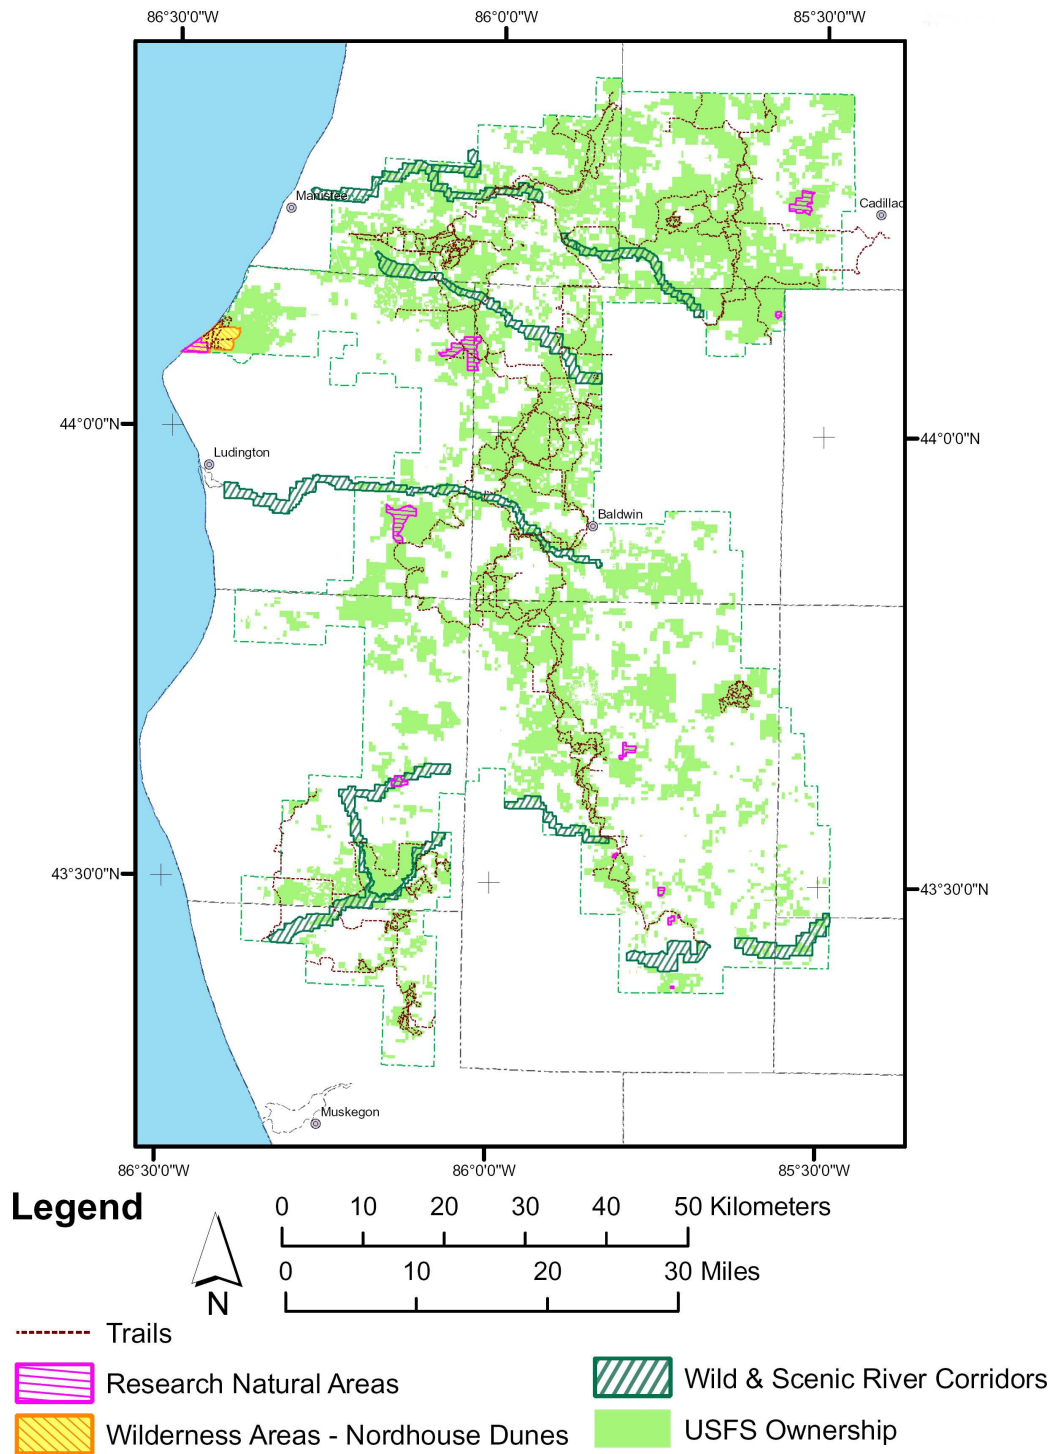 86°30'0"W 86°0'0"W 85°30'0"W
Manistee
Cadillac
44°0'0"N 44°0'0"N
Ludington
Baldwin
43°30'0"N 43°30'0"N
Muskegon
86°30'0"W 86°0'0"W 85°30'0"W
Legend
0 10 20 30 40 50 Kilometers
0 10 20 30 Miles
N
Trails
Research Natural Areas
Wild & Scenic River Corridors
Wilderness Areas - Nordhouse Dunes
USFS Ownership